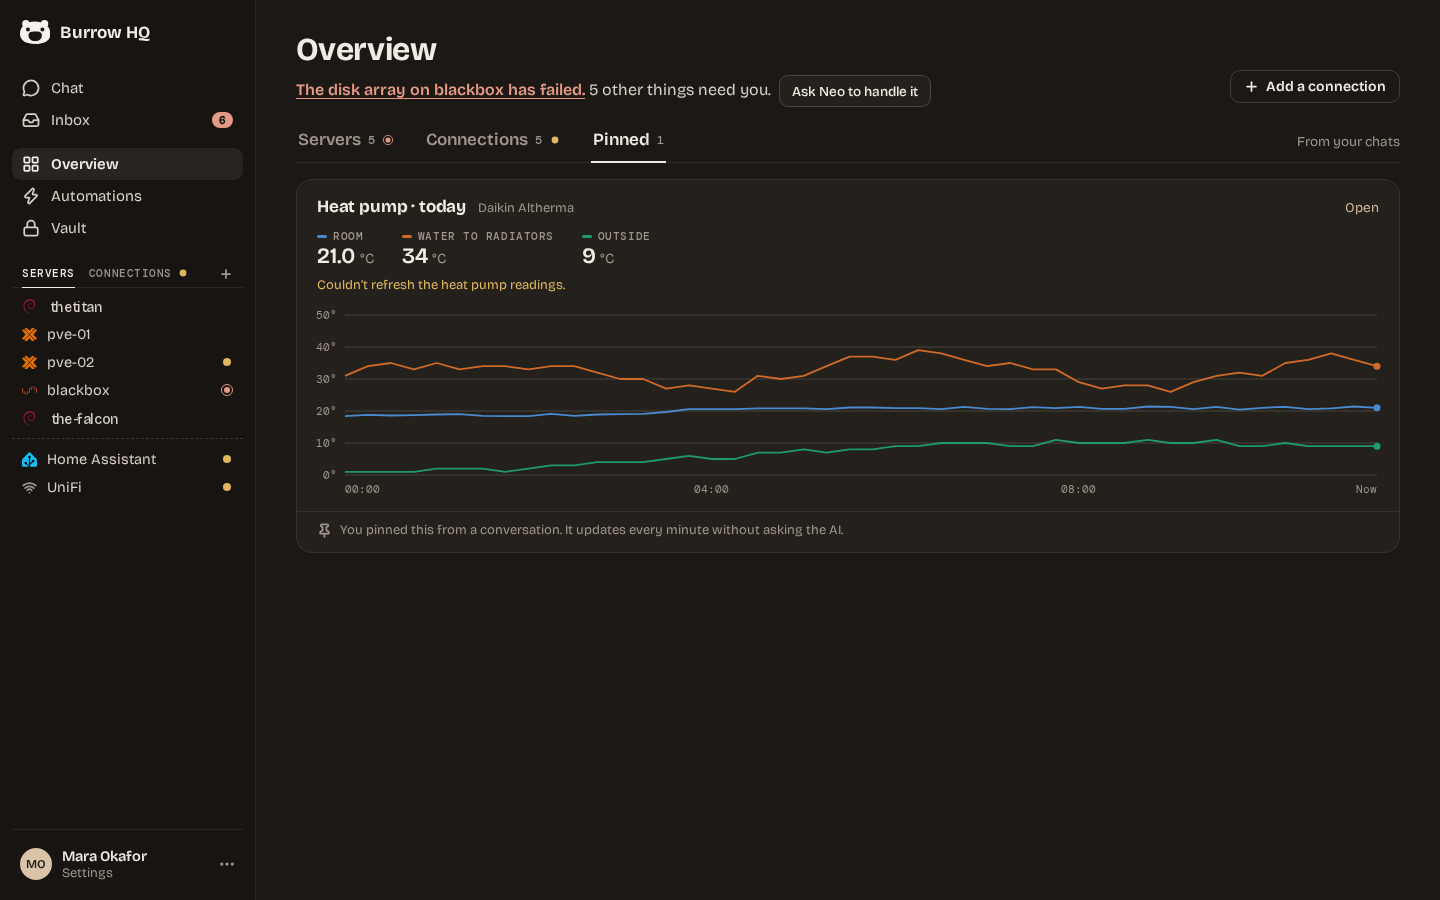 Burrow HQ
Chat
Inbox 6
Overview
Automations
Vault
SERVERS CONNECTIONS
thetitan
pve-01
pve-02
blackbox
the-falcon
Home Assistant
UniFi
MO
Mara Okafor
Settings
Overview
The disk array on blackbox has failed. 5 other things need you. Ask Neo to handle it
Add a connection
Servers 5 Connections 5 Pinned 1
From your chats
Heat pump · today Daikin Altherma Open
ROOM WATER TO RADIATORS OUTSIDE
21.0 °C 34 °C 9 °C
Couldn't refresh the heat pump readings.
50°
40°
30°
20°
10°
0°
00:00 04:00 08:00 Now
You pinned this from a conversation. It updates every minute without asking the AI.